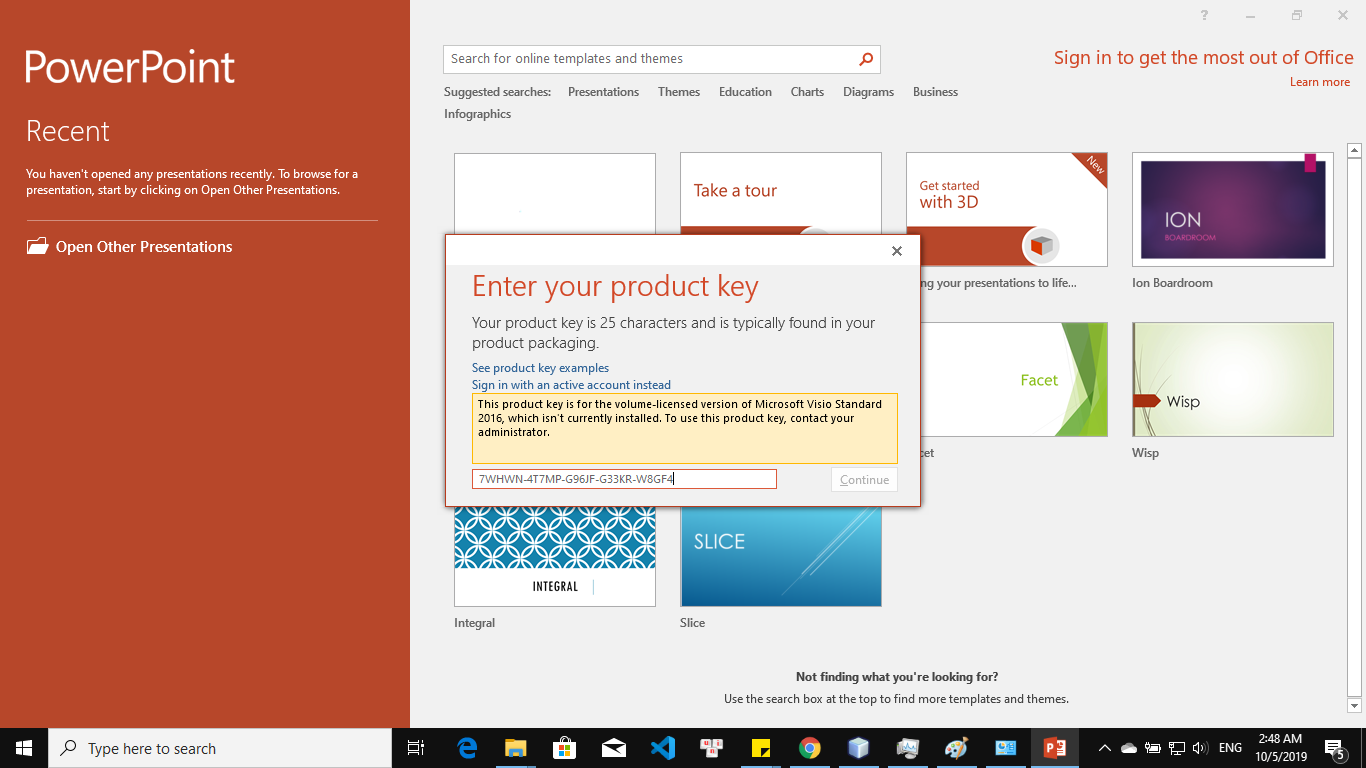 PowerPoint
Recent
You haven't opened any presentations recently. To browse for a
presentation, start by clicking on Open Other Presentations.
Open Other Presentations
Search for online templates and themes
Suggested searches: Presentations Themes Education Charts Diagrams Business
Infographics
?
Sign in to get the most out of Office
Learn more
Take a tour
Get started
with 3D
New
ION
BOARDROOM
ng your presentations to life...
Ion Boardroom
Enter your product key
Your product key is 25 characters and is typically found in your
product packaging.
See product key examples
Sign in with an active account instead
This product key is for the volume-licensed version of Microsoft Visio Standard
2016, which isn't currently installed. To use this product key, contact your
administrator.
7WHWN-4T7MP-G96JF-G33KR-W8GF4
Continue
Facet
cet
Wisp
Wisp
INTEGRAL
Integral
SLICE
Slice
Not finding what you're looking for?
Use the search box at the top to find more templates and themes.
Type here to search
ENG
2:48 AM
10/5/2019
5